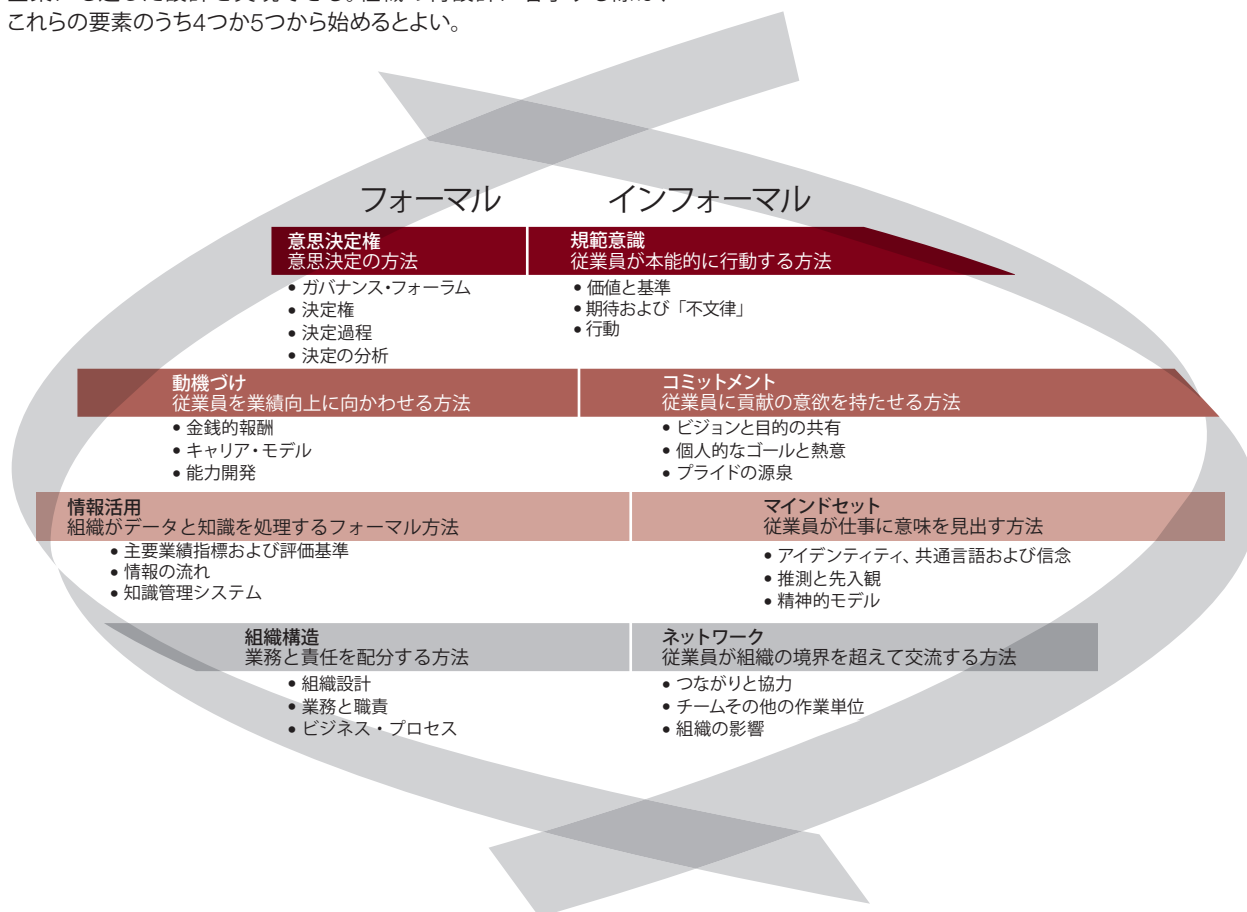 これらの要素のうち4つか5つから始めるとよい。
フォーマル
インフォーマル
意思決定権
意思決定の方法
• ガバナンス・フォーラム
• 決定権
• 決定過程
• 決定の分析
規範意識
従業員が本能的に行動する方法
• 価値と基準
• 期待および「不文律」
• 行動
動機づけ
従業員を業績向上に向かわせる方法
• 金銭的報酬
• キャリア・モデル
• 能力開発
コミットメント
従業員に貢献の意欲を持たせる方法
• ビジョンと目的の共有
• 個人的なゴールと熱意
• プライドの源泉
情報活用
組織がデータと知識を処理するフォーマル方法
• 主要業績指標および評価基準
• 情報の流れ
• 知識管理システム
マインドセット
従業員が仕事に意味を見出す方法
• アイデンティティ、共通言語および信念
• 推測と先入観
• 精神的モデル
組織構造
業務と責任を配分する方法
• 組織設計
• 業務と職責
• ビジネス・プロセス
ネットワーク
従業員が組織の境界を超えて交流する方法
• つながりと協力
• チームその他の作業単位
• 組織の影響